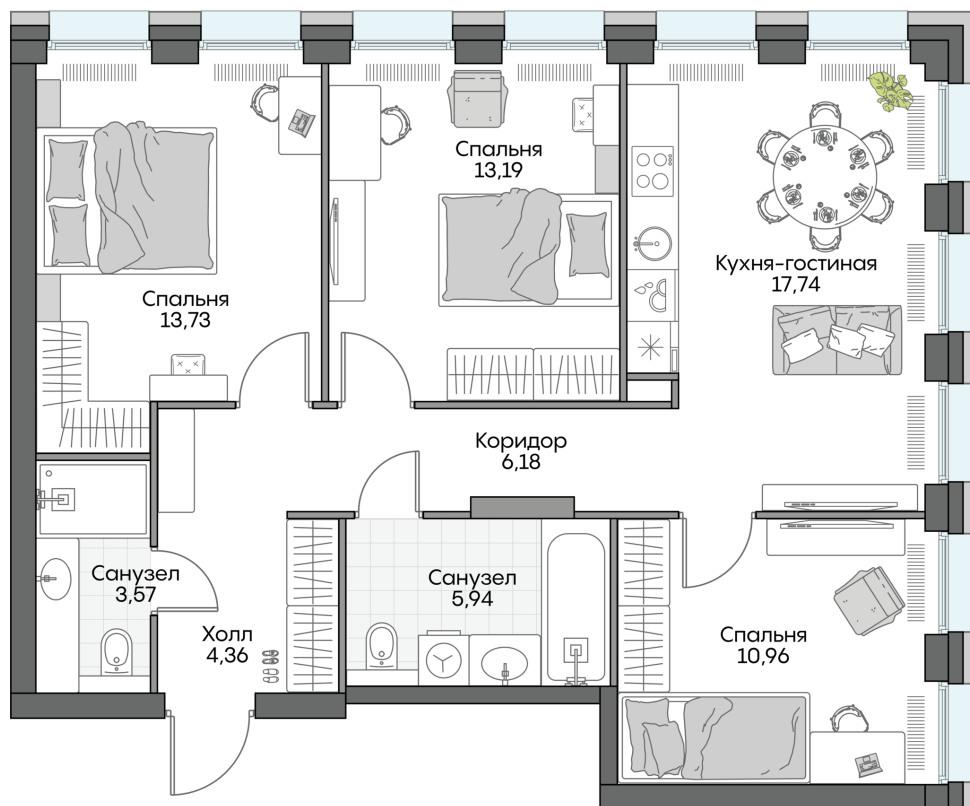 Спальня
13,19
Кухня-гостиная
17,74
Спальня
13,73
Коридор
6,18
Санузел
3,57
Санузел
5,94
Холл
4,36
Спальня
10,96